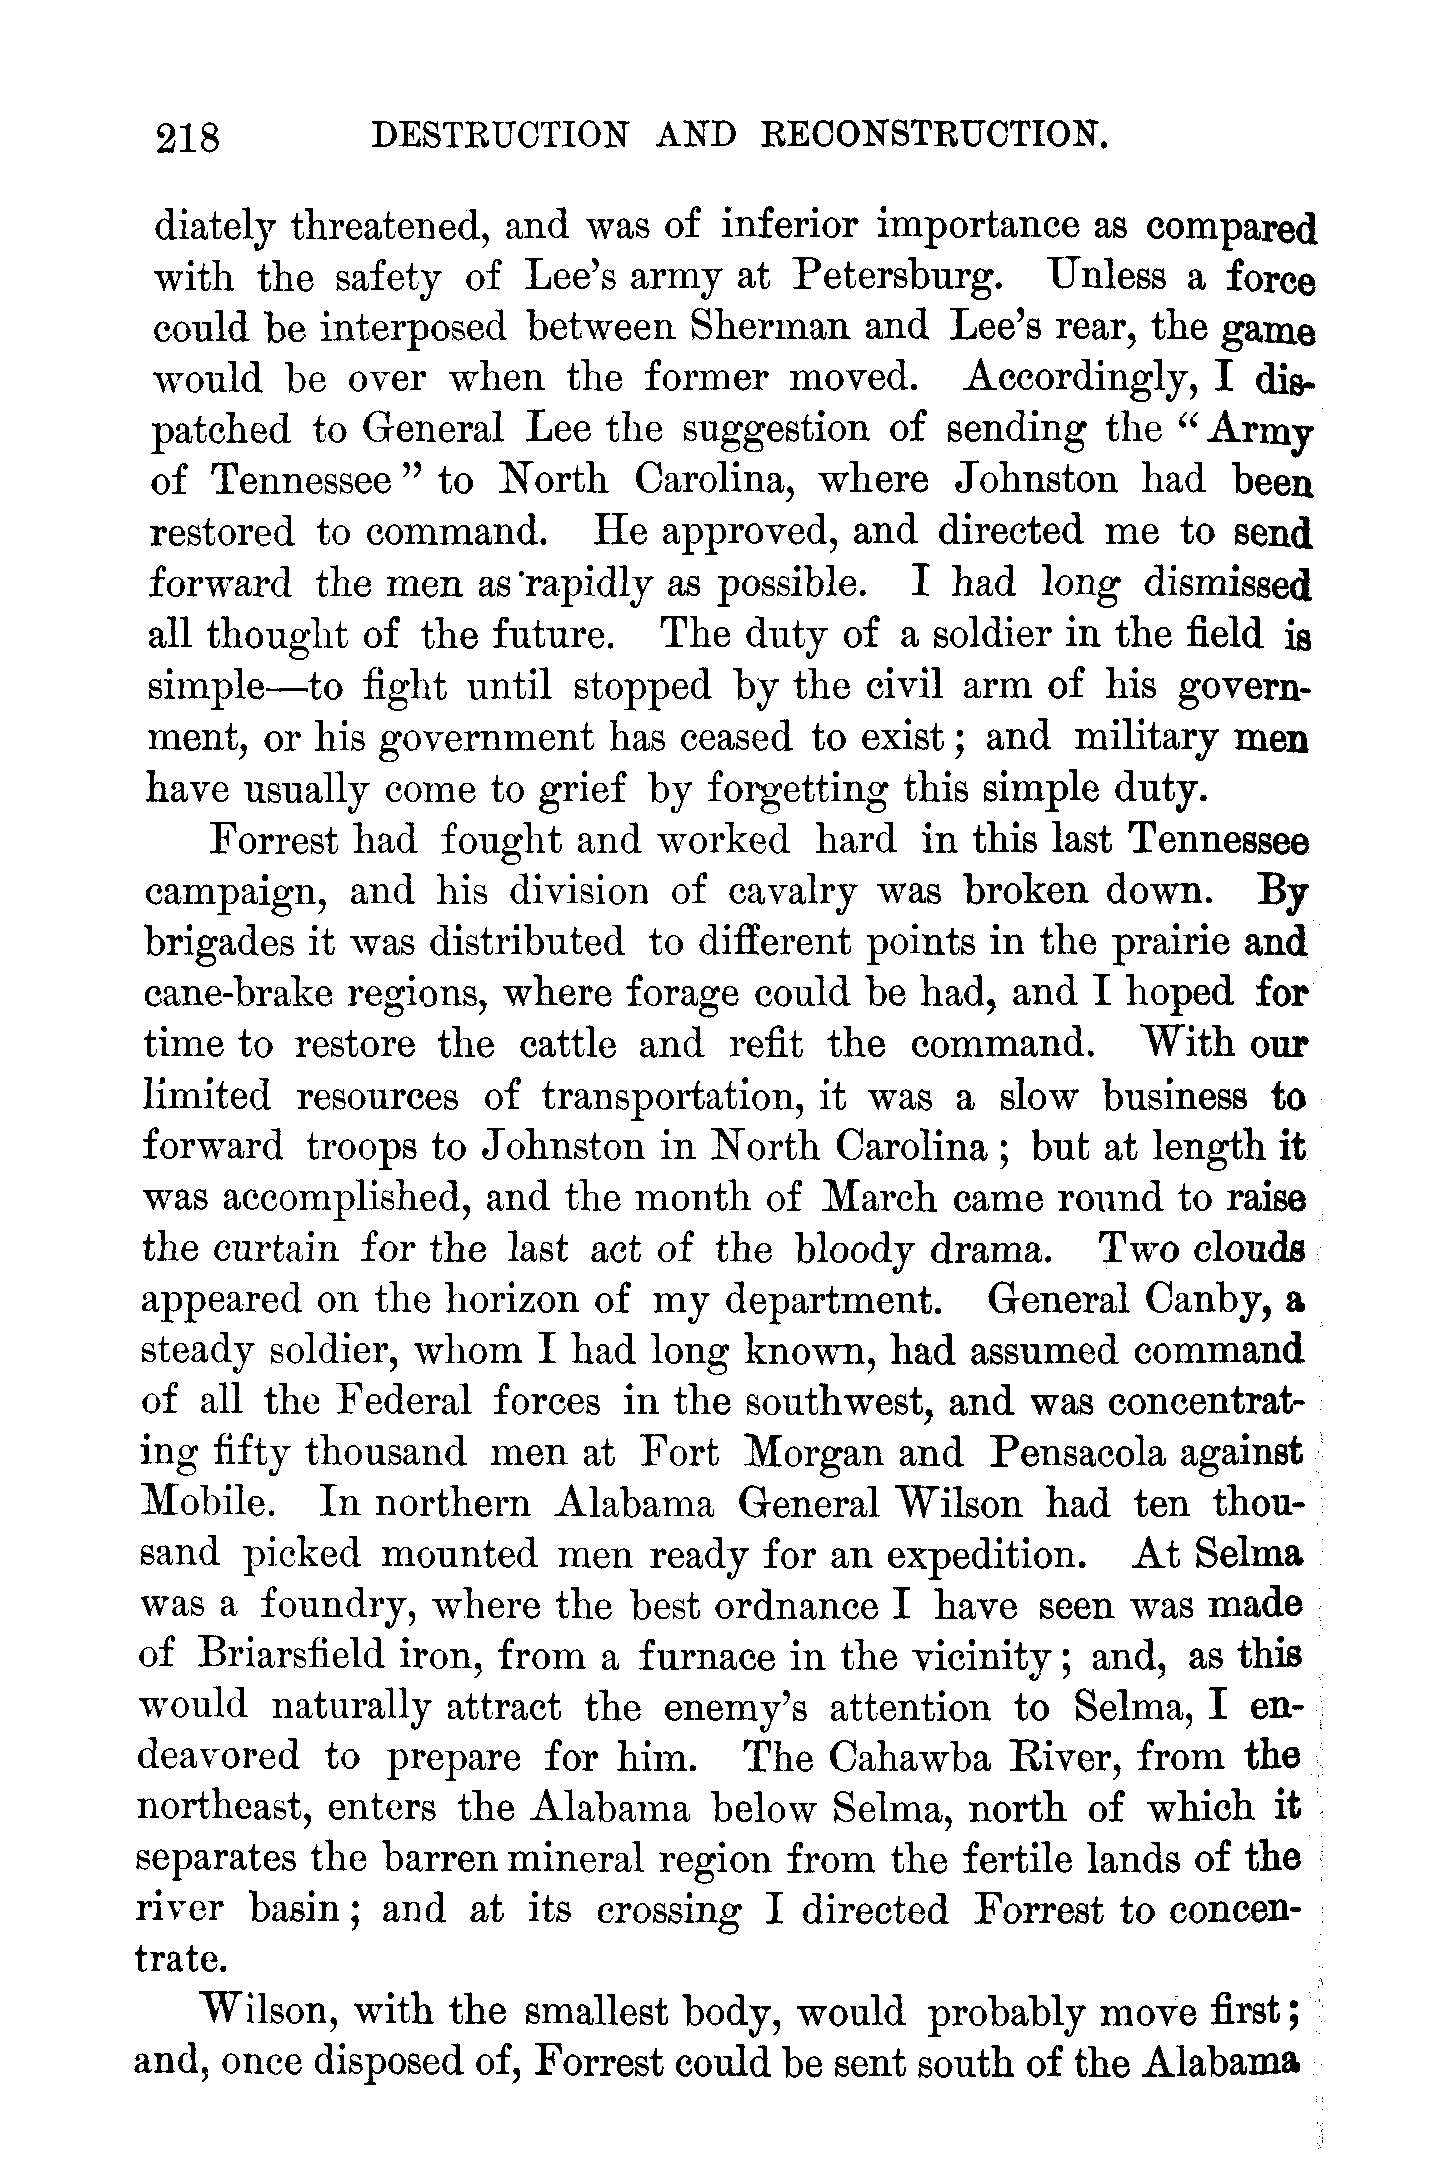 218 DESTRUCTION AND RECONSTRUCTION.
diately threatened, and was of inferior importance as compared
with the safety of Lee's army at Petersburg. Unless a force
could be interposed between Sherman and Lee's rear, the game
would be over when the former moved. Accordingly, I dis-
patched to General Lee the suggestion of sending the "Army
of Tennessee" to North Carolina, where Johnston had been
restored to command. He approved, and directed me to send
forward the men as rapidly as possible. I had long dismissed
all thought of the future. The duty of a soldier in the field is
simple—to fight until stopped by the civil arm of his govern-
ment, or his government has ceased to exist; and military men
have usually come to grief by forgetting this simple duty.
Forrest had fought and worked hard in this last Tennessee
campaign, and his division of cavalry was broken down. By
brigades it was distributed to different points in the prairie and
cane-brake regions, where forage could be had, and I hoped for
time to restore the cattle and refit the command. With our
limited resources of transportation, it was a slow business to
forward troops to Johnston in North Carolina; but at length it
was accomplished, and the month of March came round to raise
the curtain for the last act of the bloody drama. Two clouds
appeared on the horizon of my department. General Canby, a
steady soldier, whom I had long known, had assumed command
of all the Federal forces in the southwest, and was concentrat-
ing fifty thousand men at Fort Morgan and Pensacola against
Mobile. In northern Alabama General Wilson had ten thou-
sand picked mounted men ready for an expedition. At Selma
was a foundry, where the best ordnance I have seen was made
of Briarsfield iron, from a furnace in the vicinity; and, as this
would naturally attract the enemy's attention to Selma, I en-
deavored to prepare for him. The Cahawba River, from the
northeast, enters the Alabama below Selma, north of which it
separates the barren mineral region from the fertile lands of the
river basin; and at its crossing I directed Forrest to concen-
trate.
Wilson, with the smallest body, would probably move first;
and, once disposed of, Forrest could be sent south of the Alabama